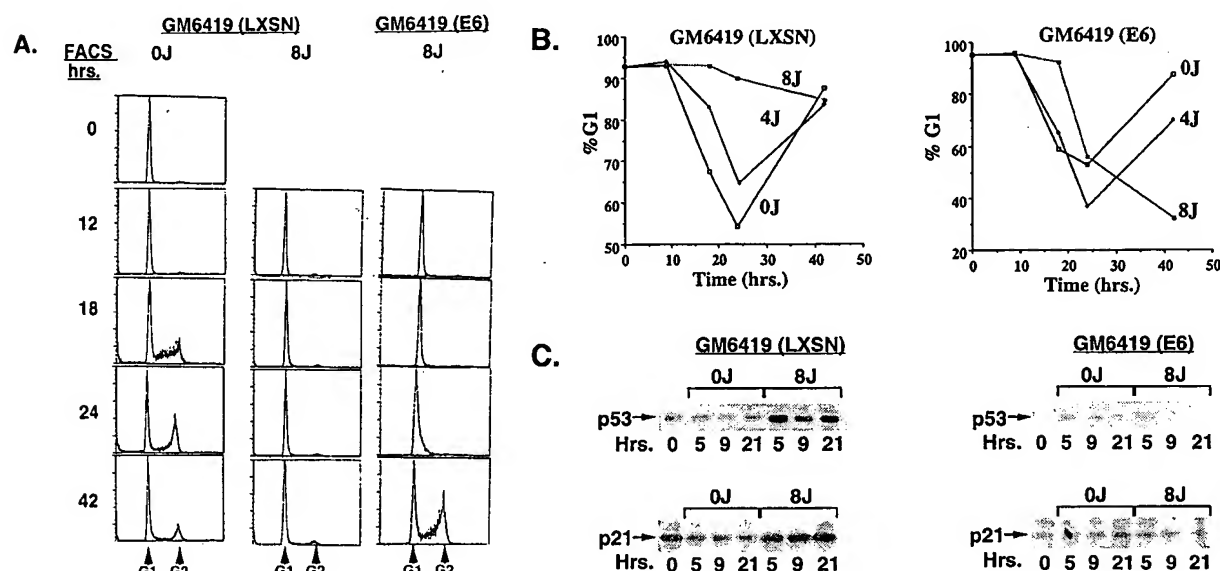 A.
GM6419 (LXSN)
GM6419 (E6)
FACS hrs.
0J
8J
8J
0
12
18
24
42
G1 G2
G1 G2
G1 G2
B.
GM6419 (LXSN)
100
90
80
70
60
50
% G1
8J
4J
0J
0 10 20 30 40 50
Time (hrs.)
GM6419 (E6)
100
80
60
40
20
% G1
0J
4J
8J
0 10 20 30 40 50
Time (hrs.)
C.
GM6419 (LXSN)
0J 8J
p53
Hrs. 0 5 9 21 5 9 21
0J 8J
p21
Hrs. 0 5 9 21 5 9 21
GM6419 (E6)
0J 8J
p53
Hrs. 0 5 9 21 5 9 21
0J 8J
p21
Hrs. 0 5 9 21 5 9 21